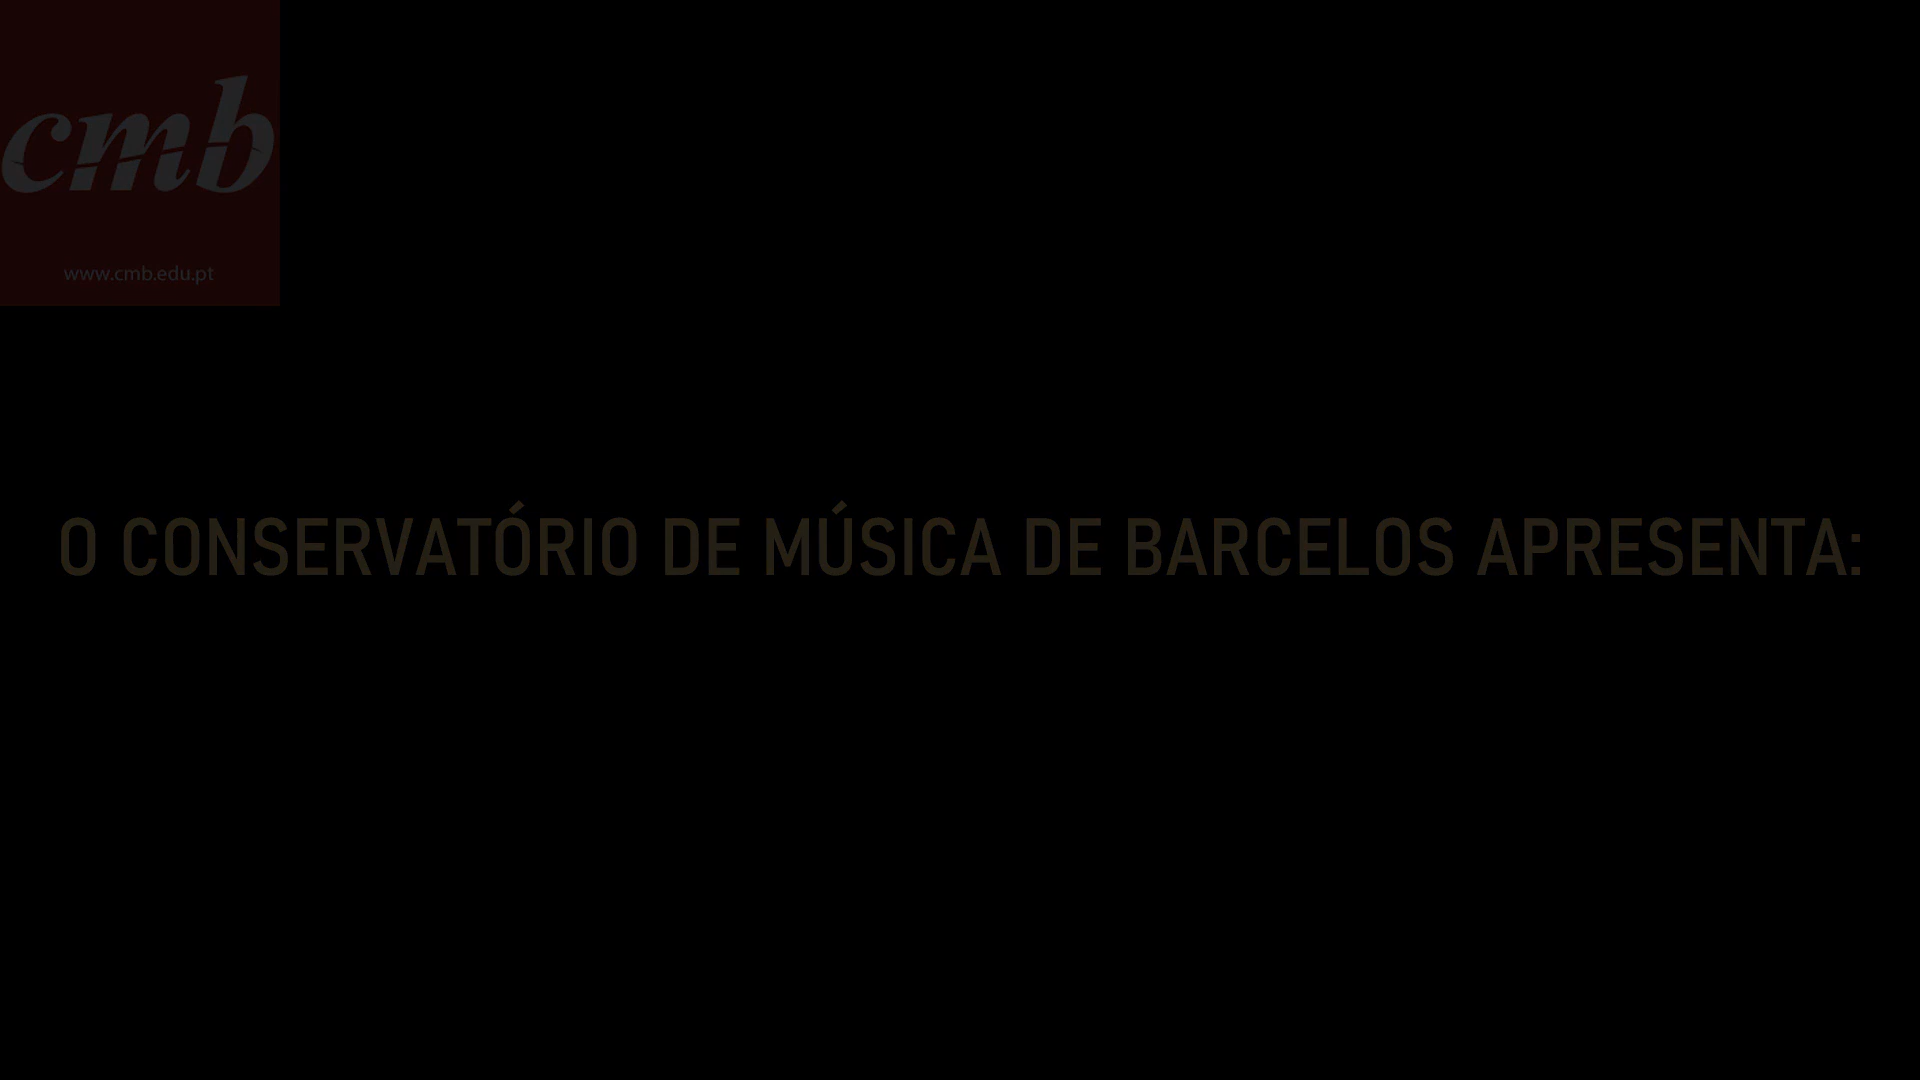 cmb
www.cmb.edu.pt
O CONSERVATÓRIO DE MÚSICA DE BARCELOS APRESENTA: